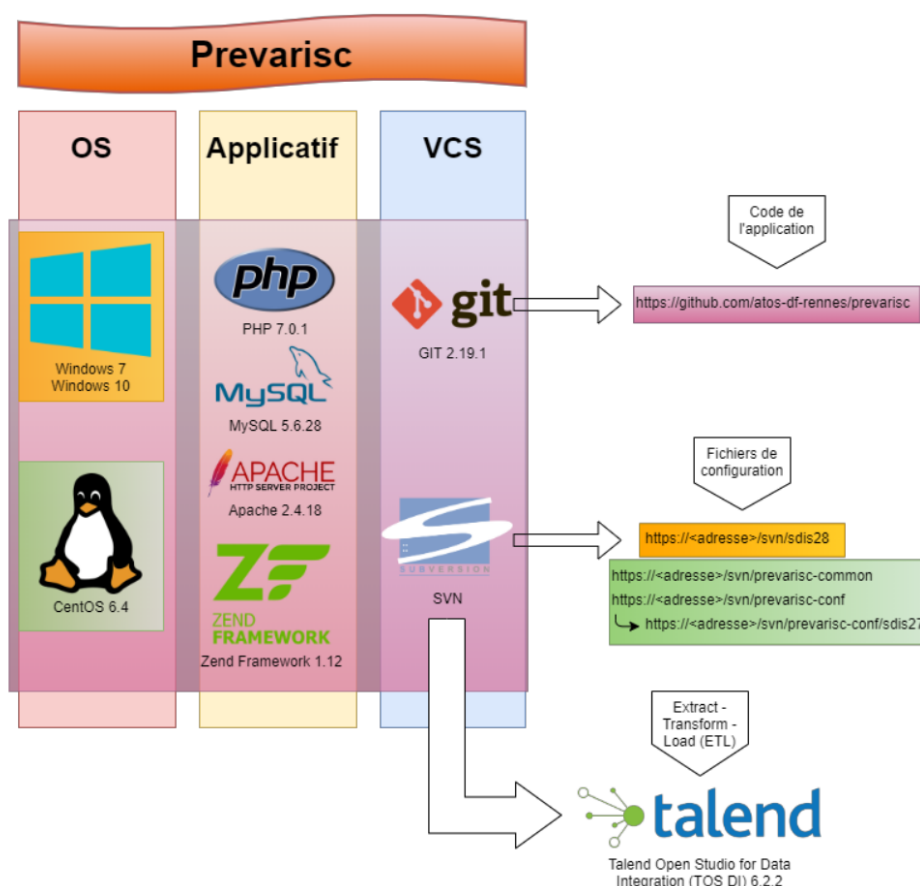 Prevarisc
OS
Applicatif
VCS
Windows 7
Windows 10
CentOS 6.4
php
PHP 7.0.1
MySQL
MySQL 5.6.28
APACHE
HTTP SERVER PROJECT
Apache 2.4.18
ZF
ZEND
FRAMEWORK
Zend Framework 1.12
git
GIT 2.19.1
SUBVERSION
SVN
Code de
l'application
https://github.com/atos-df-rennes/prevarisc
Fichiers de
configuration
https://<adresse>/svn/sdis28
https://<adresse>/svn/prevarisc-common
https://<adresse>/svn/prevarisc-conf
https://<adresse>/svn/prevarisc-conf/sdis27
Extract -
Transform -
Load (ETL)
talend
Talend Open Studio for Data
Integration (TOS DI) 6.2.2